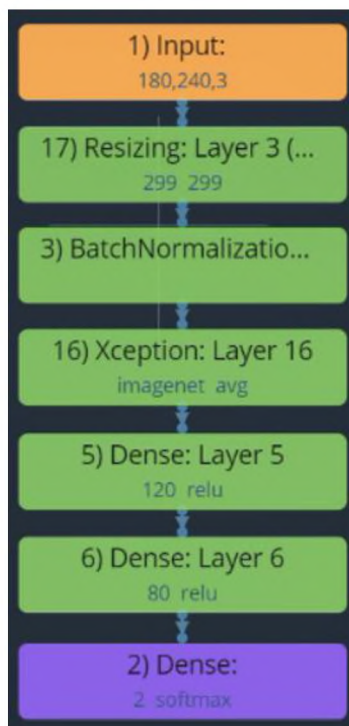 1) Input:
180,240,3
17) Resizing: Layer 3 (...
299 299
3) BatchNormalizatio...
16) Xception: Layer 16
imagenet avg
5) Dense: Layer 5
120 relu
6) Dense: Layer 6
80 relu
2) Dense:
2 softmax